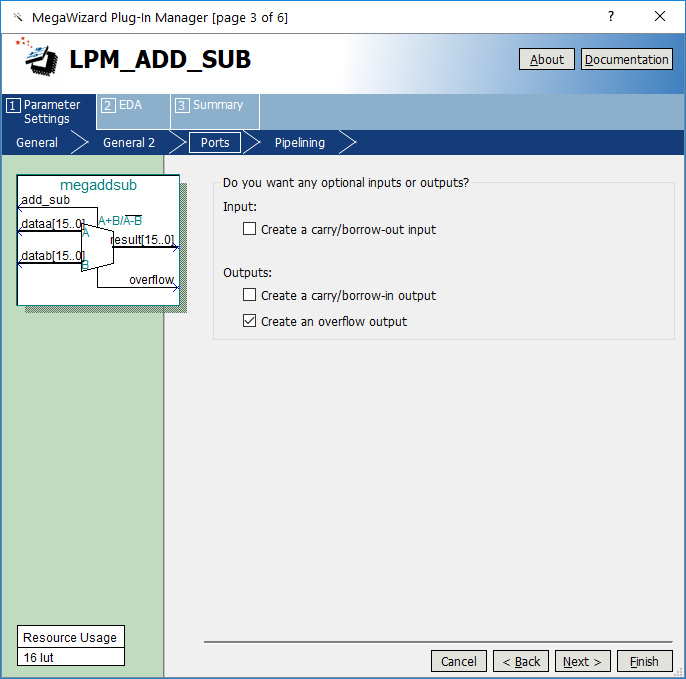 MegaWizard Plug-In Manager [page 3 of 6]
?
LPM_ADD_SUB
About
Documentation
1 Parameter Settings
2 EDA
3 Summary
General
General 2
Ports
Pipelining
megaddsub
add_sub
A+B/A-B
dataa[15..0]
A
result[15..0]
datab[15..0]
B
overflow
Do you want any optional inputs or outputs?
Input:
Create a carry/borrow-out input
Outputs:
Create a carry/borrow-in output
Create an overflow output
Resource Usage
16 lut
Cancel
< Back
Next >
Finish